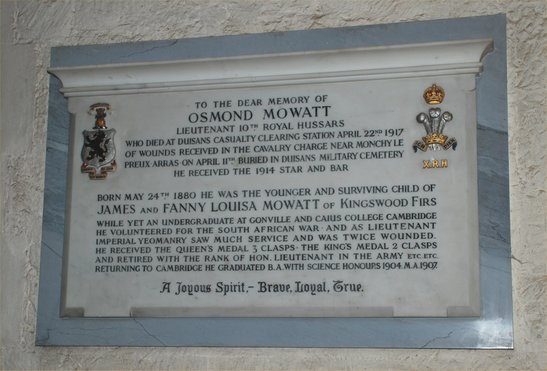 TO THE DEAR MEMORY OF
OSMOND MOWATT
LIEUTENANT 10TH ROYAL HUSSARS
WHO DIED AT DUISANS CASUALTY CLEARING STATION APRIL 22ND 1917
OF WOUNDS RECEIVED IN THE CAVALRY CHARGE NEAR MONCHY LE
PREUX ARRAS ON APRIL 11TH BURIED IN DUISANS MILITARY CEMETERY
HE RECEIVED THE 1914 STAR AND BAR
BORN MAY 24TH 1880 HE WAS THE YOUNGER AND SURVIVING CHILD OF
JAMES AND FANNY LOUISA MOWATT OF KINGSWOOD FIRS
WHILE YET AN UNDERGRADUATE AT GONVILLE AND CAIUS COLLEGE CAMBRIDGE
HE VOLUNTEERED FOR THE SOUTH AFRICAN WAR · AND AS LIEUTENANT
IMPERIAL YEOMANRY SAW MUCH SERVICE AND WAS TWICE WOUNDED.
HE RECEIVED THE QUEEN'S MEDAL 3 CLASPS · THE KING'S MEDAL 2 CLASPS
AND RETIRED WITH THE RANK OF HON. LIEUTENANT IN THE ARMY ETC. ETC.
RETURNING TO CAMBRIDGE HE GRADUATED B.A. WITH SCIENCE HONOURS 1904. M.A 1907.
A Joyous Spirit,– Brave, Loyal, True.
X.R.H